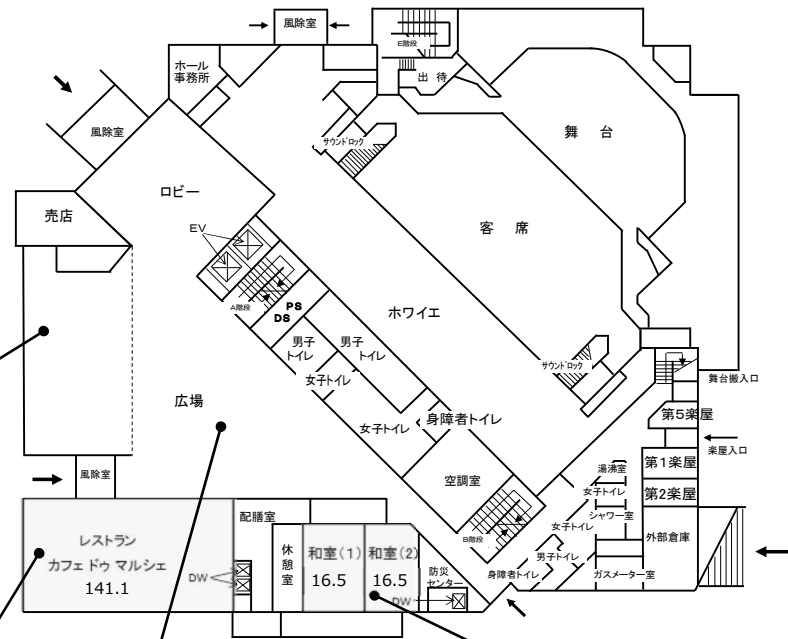 風除室
E階段
ホール
事務所
出 待
風除室
舞 台
サウンドロック
ロビー
売店
客 席
EV
A階段
PS
DS
ホワイエ
男子
トイレ
男子
トイレ
サウンドロック
女子トイレ
舞台搬入口
広場
身障者トイレ
第5楽屋
女子トイレ
楽屋入口
第1楽屋
湯沸室
空調室
風除室
女子トイレ
第2楽屋
配膳室
シャワー室
女子トイレ
外部倉庫
レストラン
カフェ ドゥ マルシェ
141.1
B階段
休
憩
室
和室(1)
16.5
和室(2)
16.5
男子トイレ
DW
防災
センター
身障者トイレ
ガスメーター室
DW